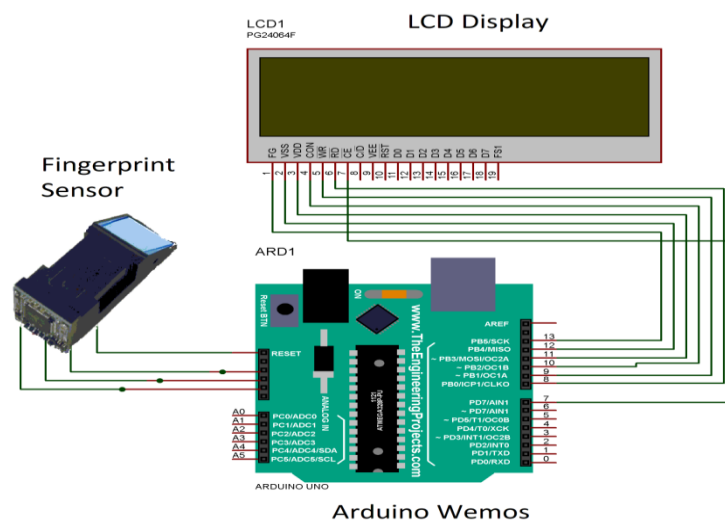 LCD1
PG24064F
LCD Display
FG
VSS
VDD
CON
WR
RD
CE
C/D
VEE
RST
D0
D1
D2
D3
D4
D5
D6
D7
FS1
1
2
3
4
5
6
7
8
9
10
11
12
13
14
15
16
17
18
19
Fingerprint
Sensor
ARD1
Reset BTN
ON
www.TheEngineeringProjects.com
RESET
ANALOG IN
1121
ATMEGA328P-PU
AREF
PB5/SCK
13
PB4/MISO
12
~ PB3/MOSI/OC2A
11
~ PB2/OC1B
10
~ PB1/OC1A
9
PB0/ICP1/CLKO
8
PD7/AIN1
7
~ PD7/AIN1
6
~ PD5/T1/OC0B
5
PD4/T0/XCK
4
~ PD3/INT1/OC2B
3
PD2/INT0
2
PD1/TXD
1
PD0/RXD
0
A0
PC0/ADC0
A1
PC1/ADC1
A2
PC2/ADC2
A3
PC3/ADC3
A4
PC4/ADC4/SDA
A5
PC5/ADC5/SCL
ARDUINO UNO
Arduino Wemos